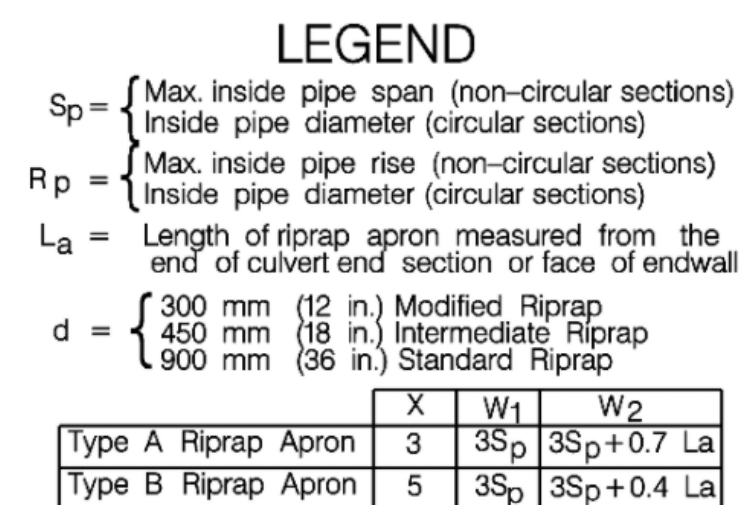 LEGEND
Sp = { Max. inside pipe span (non–circular sections)
Inside pipe diameter (circular sections)
Rp = { Max. inside pipe rise (non–circular sections)
Inside pipe diameter (circular sections)
La = Length of riprap apron measured from the
end of culvert end section or face of endwall
d = { 300 mm (12 in.) Modified Riprap
450 mm (18 in.) Intermediate Riprap
900 mm (36 in.) Standard Riprap
X W1 W2
Type A Riprap Apron 3 3Sp 3Sp+0.7 La
Type B Riprap Apron 5 3Sp 3Sp+0.4 La